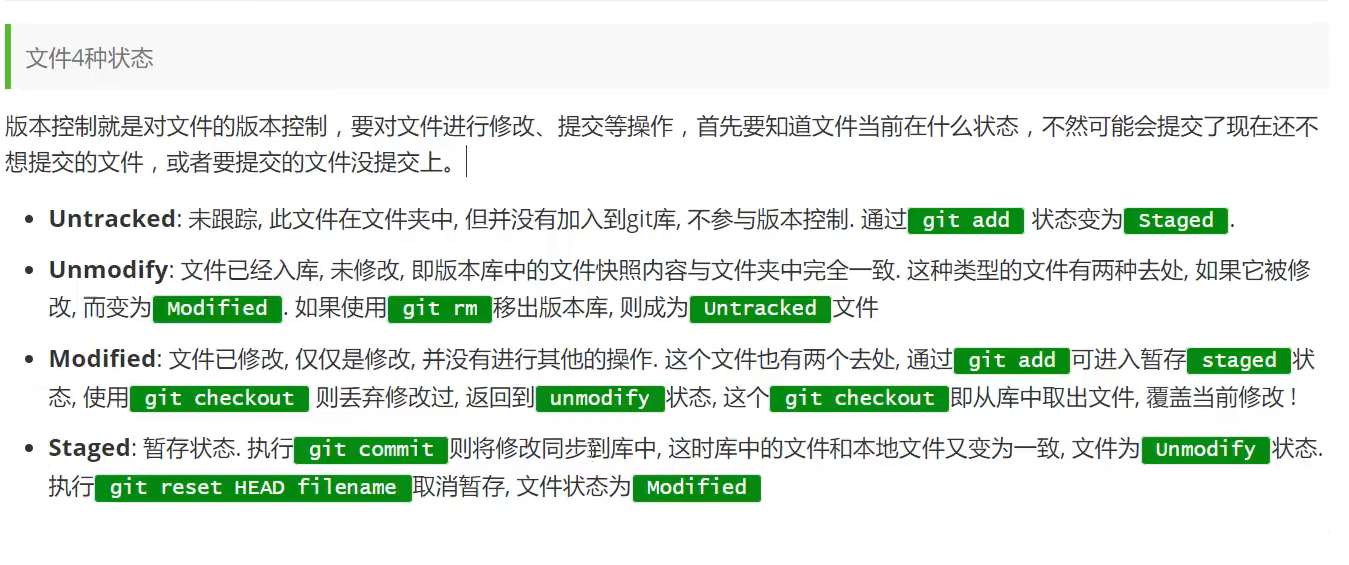 文件4种状态
版本控制就是对文件的版本控制，要对文件进行修改、提交等操作，首先要知道文件当前在什么状态，不然可能会提交了现在还不
想提交的文件，或者要提交的文件没提交上。
• Untracked: 未跟踪, 此文件在文件夹中, 但并没有加入到git库, 不参与版本控制. 通过 git add 状态变为 Staged .
• Unmodify: 文件已经入库, 未修改, 即版本库中的文件快照内容与文件夹中完全一致. 这种类型的文件有两种去处, 如果它被修
改, 而变为 Modified . 如果使用 git rm 移出版本库, 则成为 Untracked 文件
• Modified: 文件已修改, 仅仅是修改, 并没有进行其他的操作. 这个文件也有两个去处, 通过 git add 可进入暂存 staged 状
态, 使用 git checkout 则丢弃修改过, 返回到 unmodify 状态, 这个 git checkout 即从库中取出文件, 覆盖当前修改 !
• Staged: 暂存状态. 执行 git commit 则将修改同步到库中, 这时库中的文件和本地文件又变为一致, 文件为 Unmodify 状态.
执行 git reset HEAD filename 取消暂存, 文件状态为 Modified